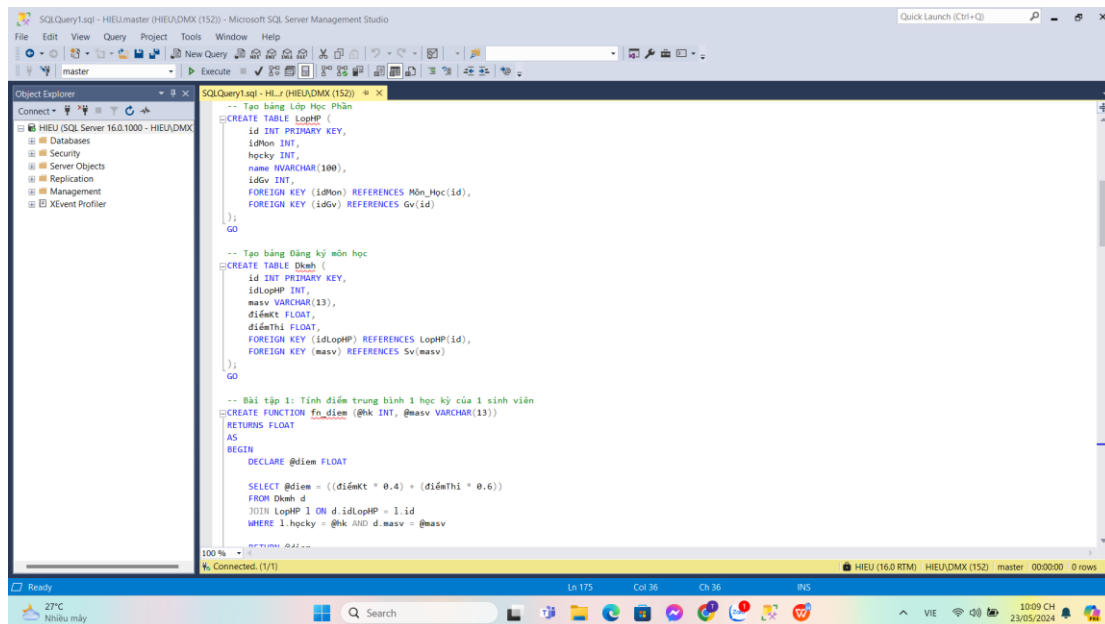 SQLQuery1.sql - HIEU.master (HIEU\DMX (152)) - Microsoft SQL Server Management Studio
Quick Launch (Ctrl+Q)
File Edit View Query Project Tools Window Help
New Query
master
Execute
Object Explorer
SQLQuery1.sql - HI...r (HIEU\DMX (152))
Connect
HIEU (SQL Server 16.0.1000 - HIEU\DMX
Databases
Security
Server Objects
Replication
Management
XEvent Profiler
-- Tạo bảng Lớp Học Phần
CREATE TABLE LopHP (
id INT PRIMARY KEY,
idMon INT,
họcky INT,
name NVARCHAR(100),
idGv INT,
FOREIGN KEY (idMon) REFERENCES Môn_Học(id),
FOREIGN KEY (idGv) REFERENCES Gv(id)
);
GO
-- Tạo bảng Đăng ký môn học
CREATE TABLE Dkmh (
id INT PRIMARY KEY,
idLopHP INT,
masv VARCHAR(13),
điểmKt FLOAT,
điểmThi FLOAT,
FOREIGN KEY (idLopHP) REFERENCES LopHP(id),
FOREIGN KEY (masv) REFERENCES Sv(masv)
);
GO
-- Bài tập 1: Tính điểm trung bình 1 học kỳ của 1 sinh viên
CREATE FUNCTION fn_diem (@hk INT, @masv VARCHAR(13))
RETURNS FLOAT
AS
BEGIN
DECLARE @diem FLOAT
SELECT @diem = ((điểmKt * 0.4) + (điểmThi * 0.6))
FROM Dkmh d
JOIN LopHP l ON d.idLopHP = l.id
WHERE l.họcky = @hk AND d.masv = @masv
RETURN @diem
100 %
Connected. (1/1)
HIEU (16.0 RTM) HIEU\DMX (152) master 00:00:00 0 rows
Ready
Ln 175 Col 36 Ch 36 INS
27°C
Nhiều mây
Search
VIE
10:09 CH
23/05/2024